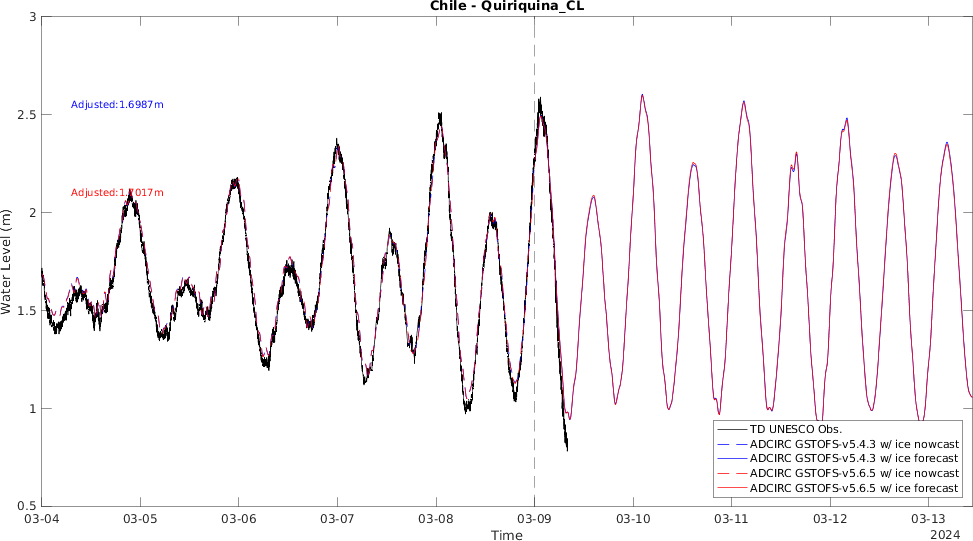 Chile - Quiriquina_CL
3
2.5
2
1.5
1
0.5
Water Level (m)
Adjusted:1.6987m
Adjusted:1.7017m
TD UNESCO Obs.
ADCIRC GSTOFS-v5.4.3 w/ ice nowcast
ADCIRC GSTOFS-v5.4.3 w/ ice forecast
ADCIRC GSTOFS-v5.6.5 w/ ice nowcast
ADCIRC GSTOFS-v5.6.5 w/ ice forecast
03-04 03-05 03-06 03-07 03-08 03-09 03-10 03-11 03-12 03-13
Time
2024